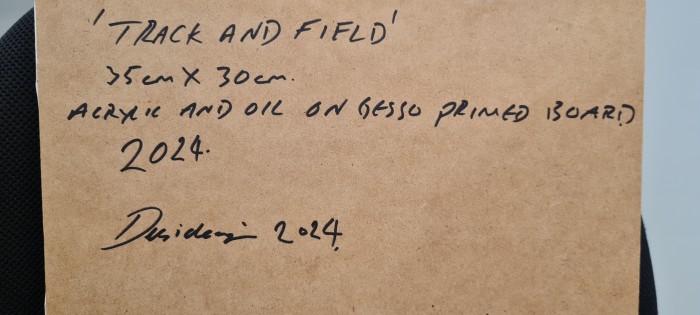 'TRACK AND FIELD'
35cm X 30cm.
ACRYLIC AND OIL ON GESSO PRIMED BOARD
2024.
2024.